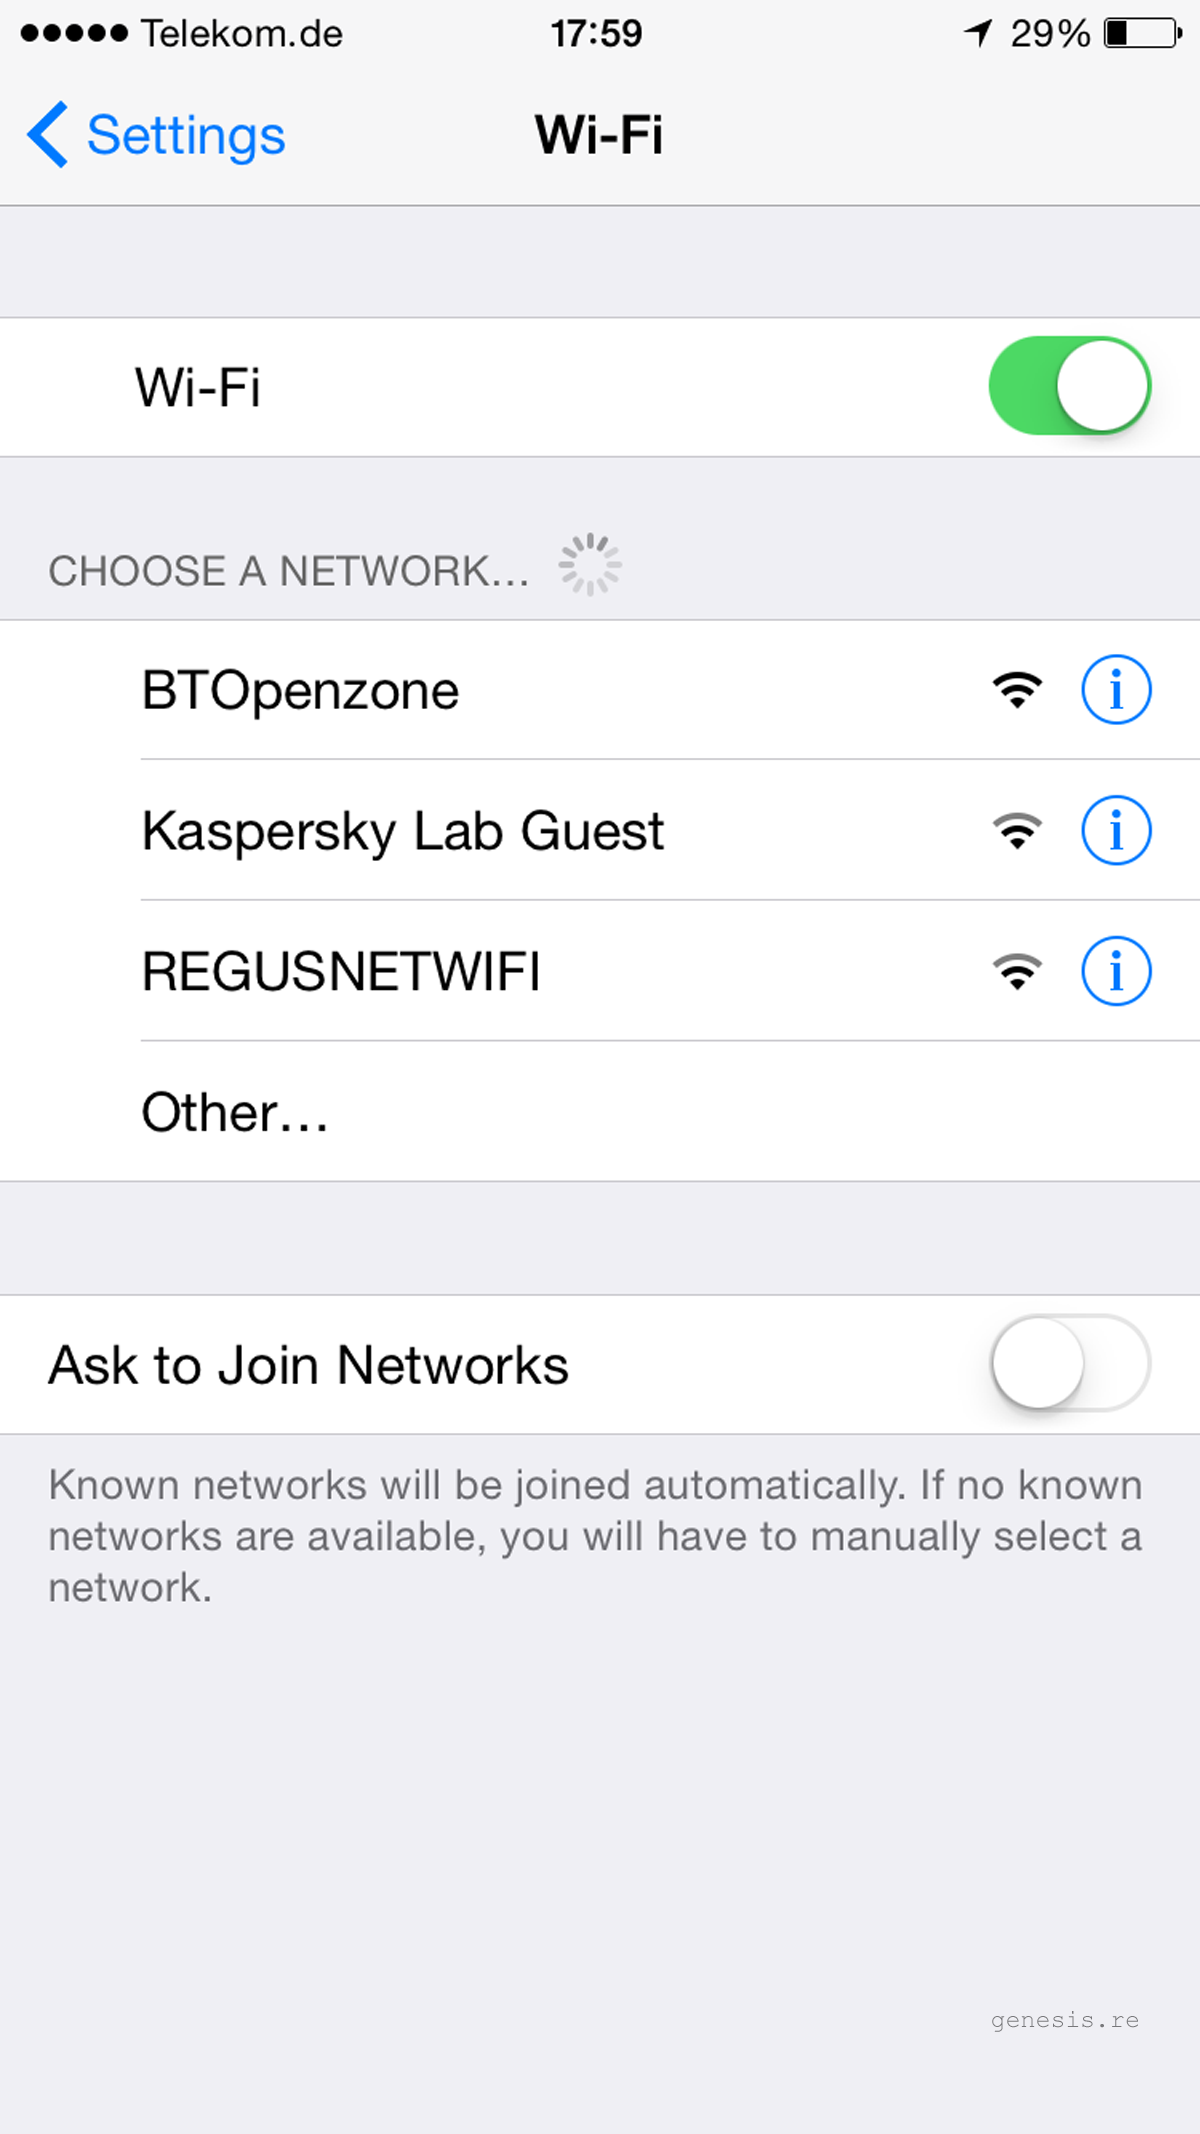 Telekom.de 17:59 29%
Settings Wi-Fi
Wi-Fi
CHOOSE A NETWORK...
BTOpenzone
Kaspersky Lab Guest
REGUSNETWIFI
Other...
Ask to Join Networks
Known networks will be joined automatically. If no known
networks are available, you will have to manually select a
network.
genesis.re